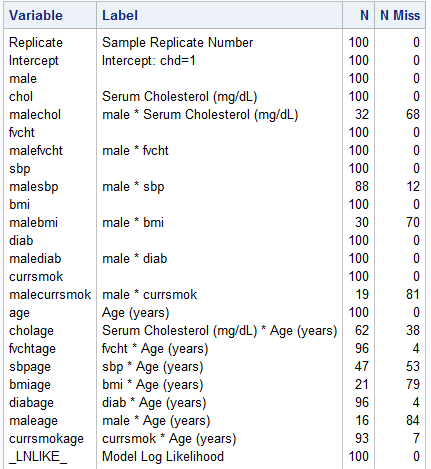 Variable Label N N Miss
Replicate Sample Replicate Number 100 0
Intercept Intercept: chd=1 100 0
male 100 0
chol Serum Cholesterol (mg/dL) 100 0
malechol male * Serum Cholesterol (mg/dL) 32 68
fvcht 100 0
malefvcht male * fvcht 100 0
sbp 100 0
malesbp male * sbp 88 12
bmi 100 0
malebmi male * bmi 30 70
diab 100 0
malediab male * diab 100 0
currsmok 100 0
malecurrsmok male * currsmok 19 81
age Age (years) 100 0
cholage Serum Cholesterol (mg/dL) * Age (years) 62 38
fvchtage fvcht * Age (years) 96 4
sbpage sbp * Age (years) 47 53
bmiage bmi * Age (years) 21 79
diabage diab * Age (years) 96 4
maleage male * Age (years) 16 84
currsmokage currsmok * Age (years) 93 7
_LNLIKE_ Model Log Likelihood 100 0